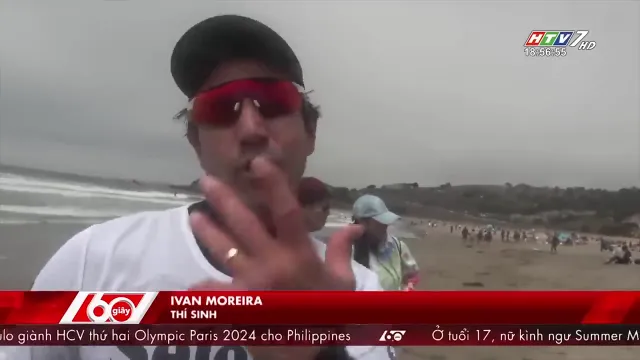 HTV7 HD
18:56:55
IVAN MOREIRA
60 giây
THÍ SINH
ulo giành HCV thứ hai Olympic Paris 2024 cho Philippines 60 Ở tuổi 17, nữ kình ngư Summer M